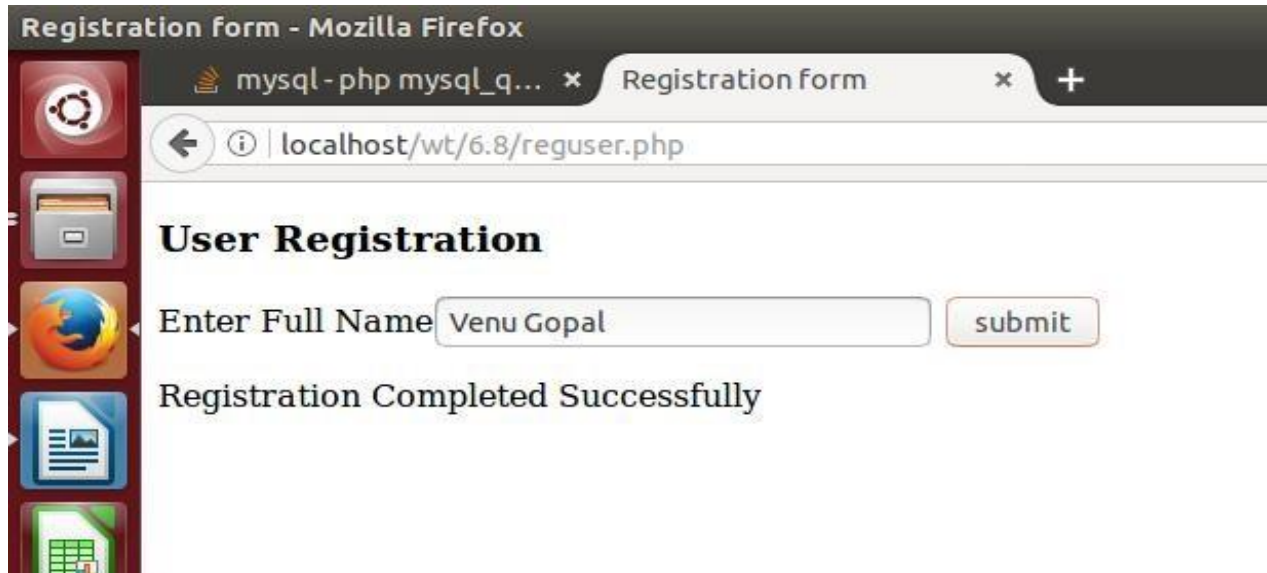 Registration form - Mozilla Firefox
mysql - php mysql_q... × Registration form × +
localhost/wt/6.8/reguser.php
User Registration
Enter Full Name Venu Gopal submit
Registration Completed Successfully